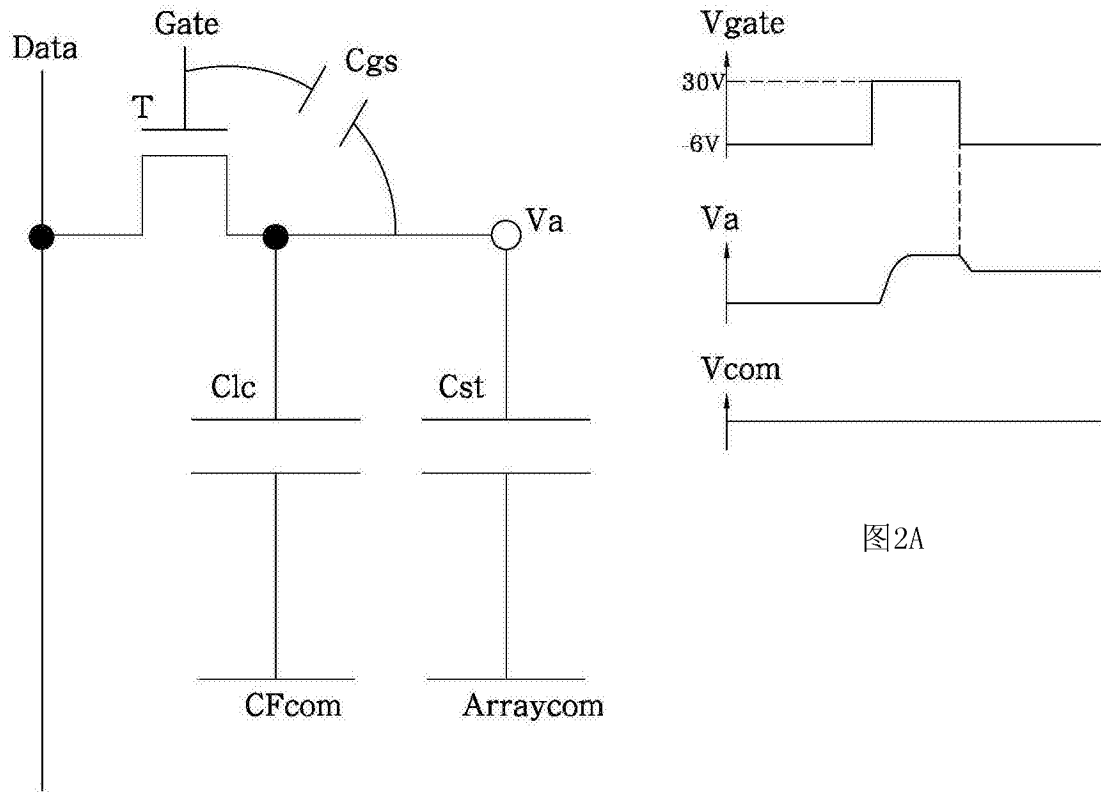 Data
Gate
Cgs
T
Va
Clc
Cst
CFcom
Arraycom
Vgate
30V
-6V
Va
Vcom
图2A